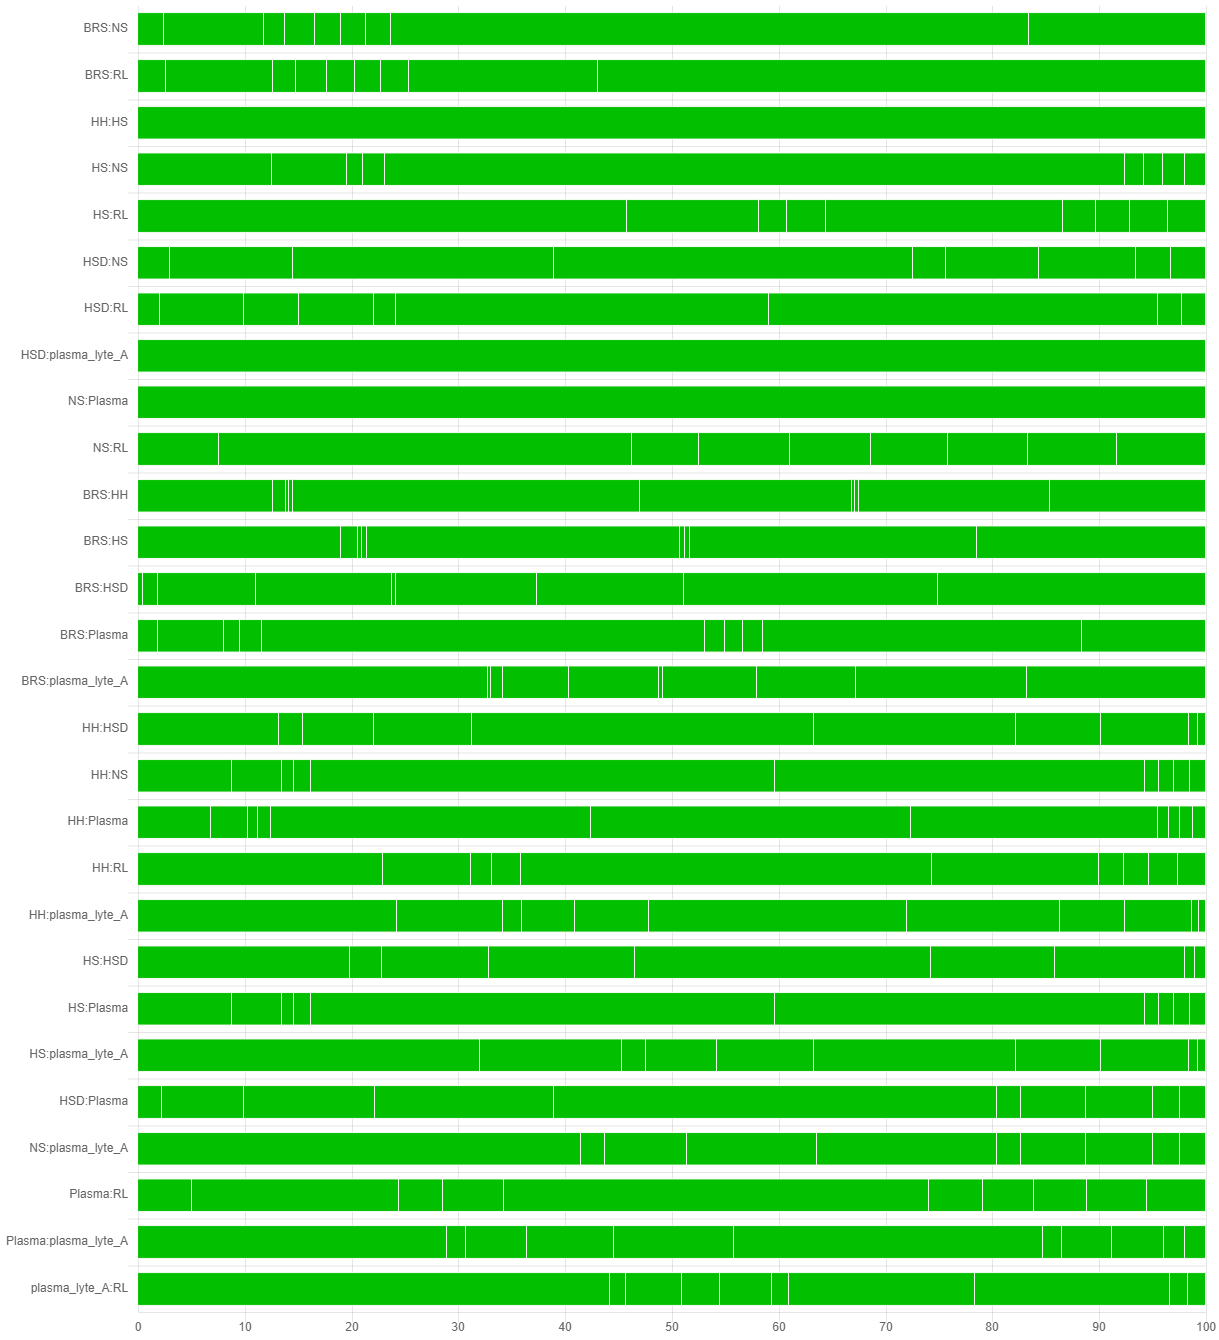 BRS:NS
BRS:RL
HH:HS
HS:NS
HS:RL
HSD:NS
HSD:RL
HSD:plasma_lyte_A
NS:Plasma
NS:RL
BRS:HH
BRS:HS
BRS:HSD
BRS:Plasma
BRS:plasma_lyte_A
HH:HSD
HH:NS
HH:Plasma
HH:RL
HH:plasma_lyte_A
HS:HSD
HS:Plasma
HS:plasma_lyte_A
HSD:Plasma
NS:plasma_lyte_A
Plasma:RL
Plasma:plasma_lyte_A
plasma_lyte_A:RL
0 10 20 30 40 50 60 70 80 90 100